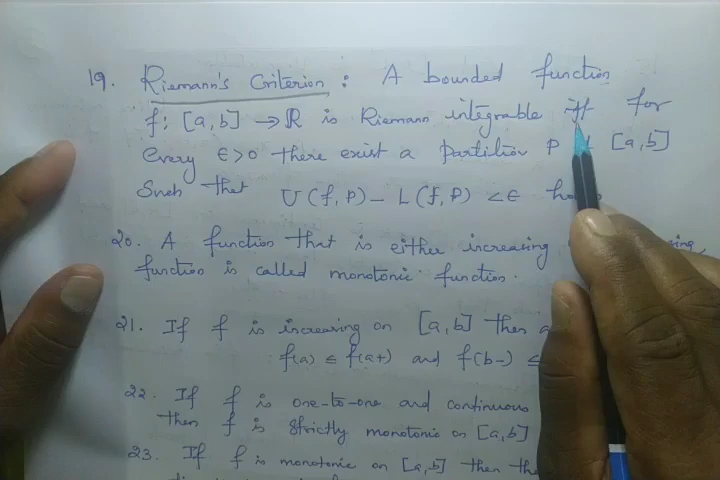 19. Riemann's Criterion : A bounded function
f: [a,b] → R is Riemann integrable iff for
every ϵ>0 there exist a partition P [a,b]
Such that U(f,P) – L(f,P) <ϵ
20. A function that is either increasing
function is called monotonic function.
21. If f is increasing on [a,b] then
f(a) ≤ f(a+) and f(b-) ≤
22. If f is one-to-one and continuous
then f is strictly monotonic on [a,b]
23. If f is monotonic on [a,b] then